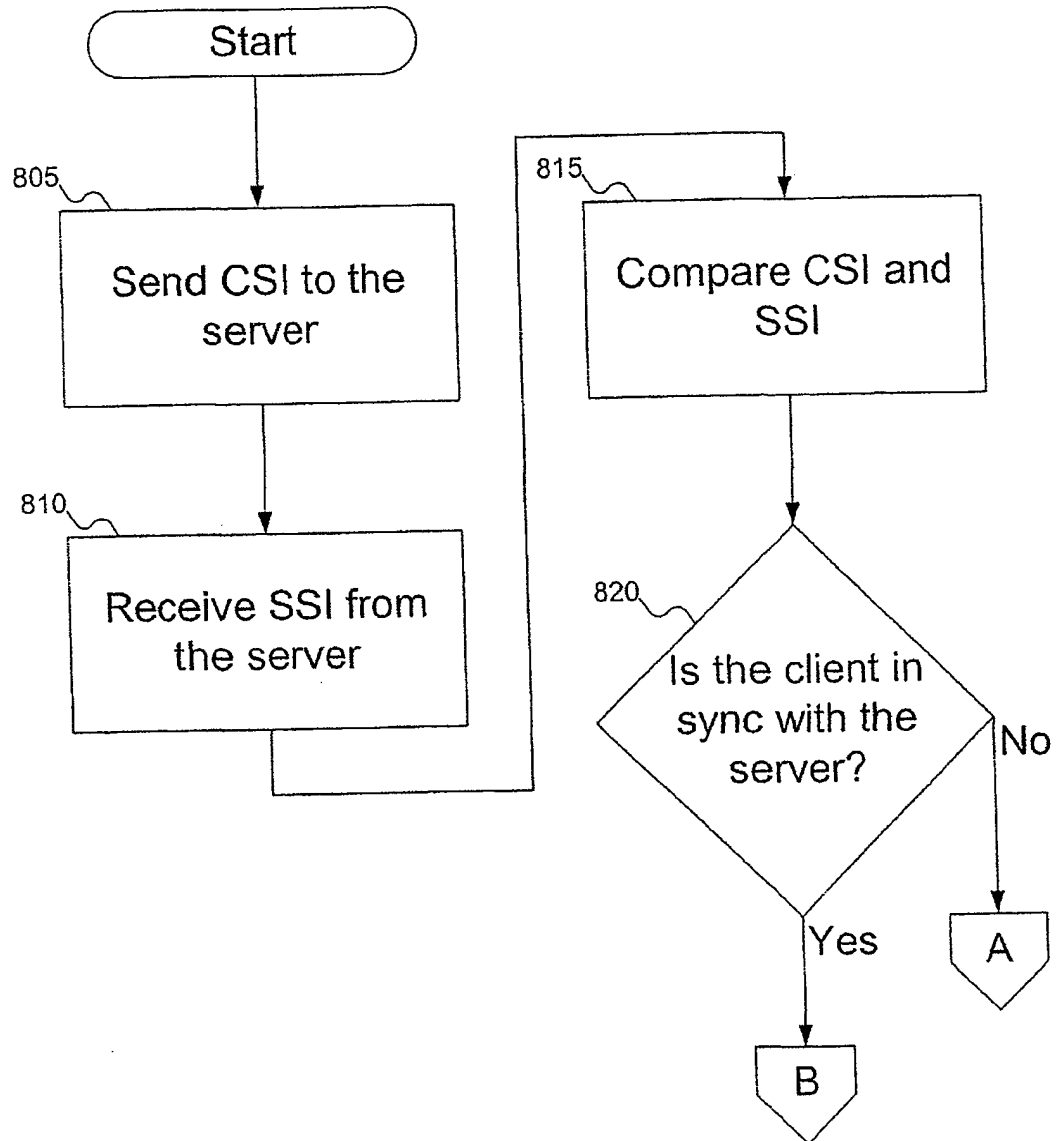 Start
805
Send CSI to the
server
810
Receive SSI from
the server
815
Compare CSI and
SSI
820
Is the client in
sync with the
server?
No
Yes
A
B